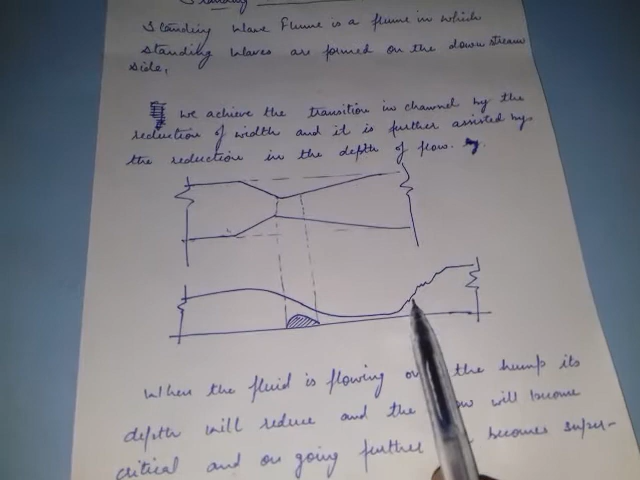 Standing
Standing Wave Flume is a flume in which
standing waves are formed on the down stream
side.
We achieve the transition in channel by the
reduction of width and it is further assisted by
the reduction in the depth of flow.
When the fluid is flowing the hump its
depth will reduce and the will become
critical and on going further becomes super-